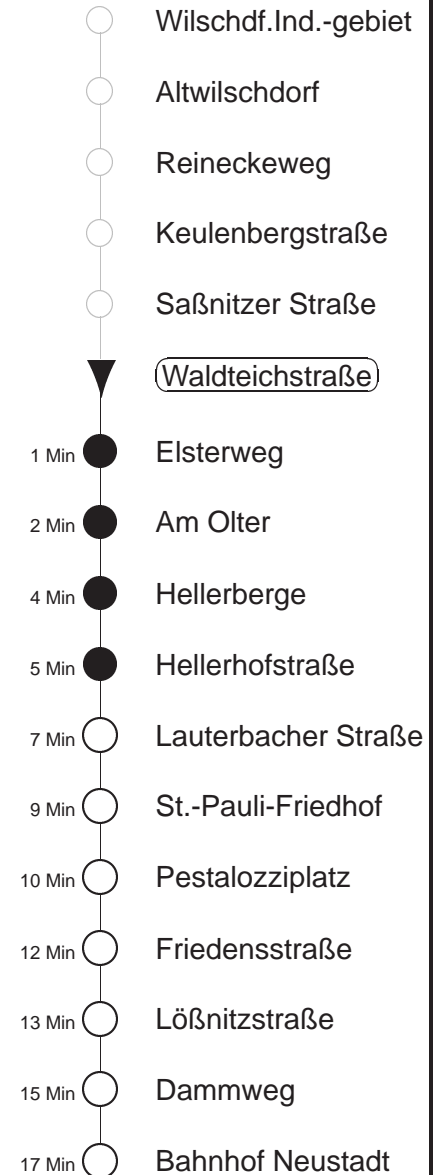 Wilschdf.Ind.-gebiet
Altwilschdorf
Reineckeweg
Keulenbergstraße
Saßnitzer Straße
Waldteichstraße
1 Min Elsterweg
2 Min Am Olter
4 Min Hellerberge
5 Min Hellerhofstraße
7 Min Lauterbacher Straße
9 Min St.-Pauli-Friedhof
10 Min Pestalozziplatz
12 Min Friedensstraße
13 Min Lößnitzstraße
15 Min Dammweg
17 Min Bahnhof Neustadt